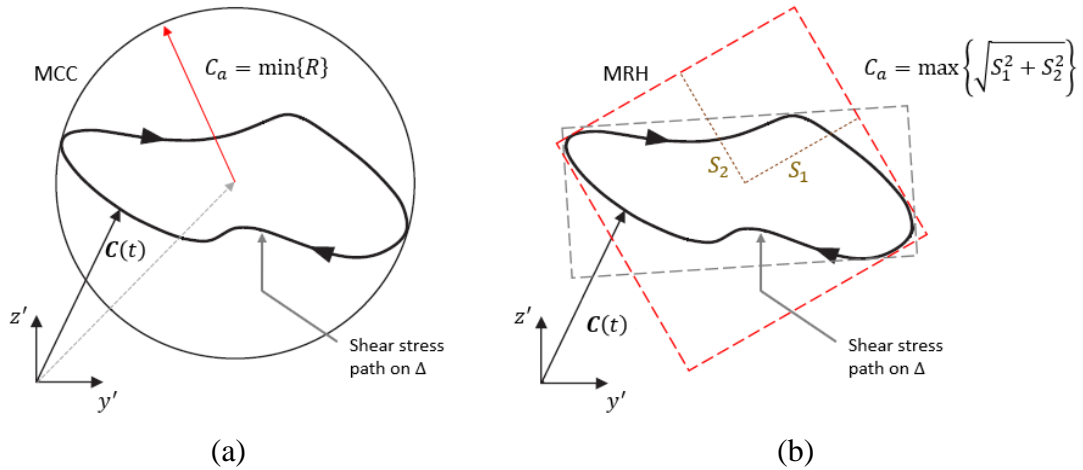 MCC
C_a = min{R}
C(t)
z′
y′
Shear stress
path on Δ
(a)
MRH
C_a = max{√(S_1^2 + S_2^2)}
S_2
S_1
C(t)
z′
y′
Shear stress
path on Δ
(b)